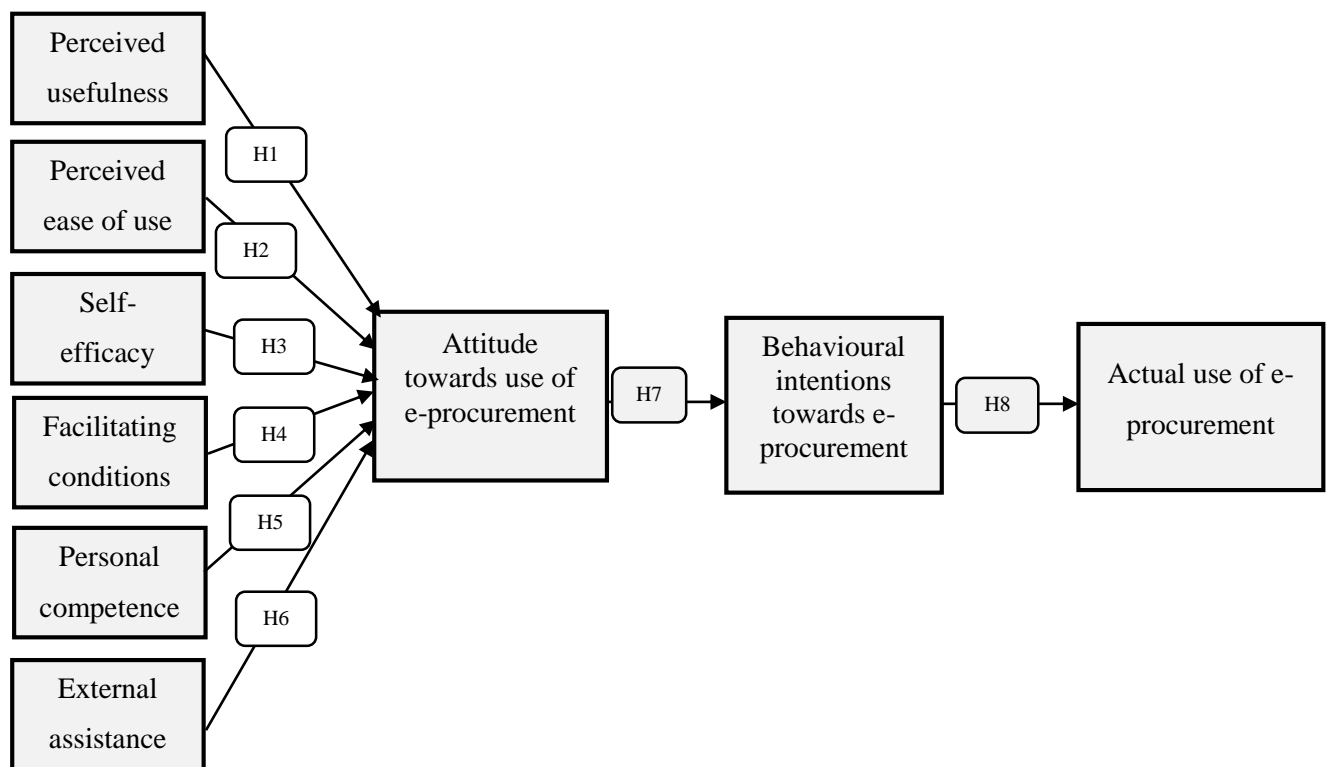 Perceived
usefulness
H1
Perceived
ease of use
H2
Self-
efficacy
H3
Facilitating
conditions
H4
Personal
competence
H5
External
assistance
H6
Attitude
towards use of
e-procurement
H7
Behavioural
intentions
towards e-
procurement
H8
Actual use of e-
procurement